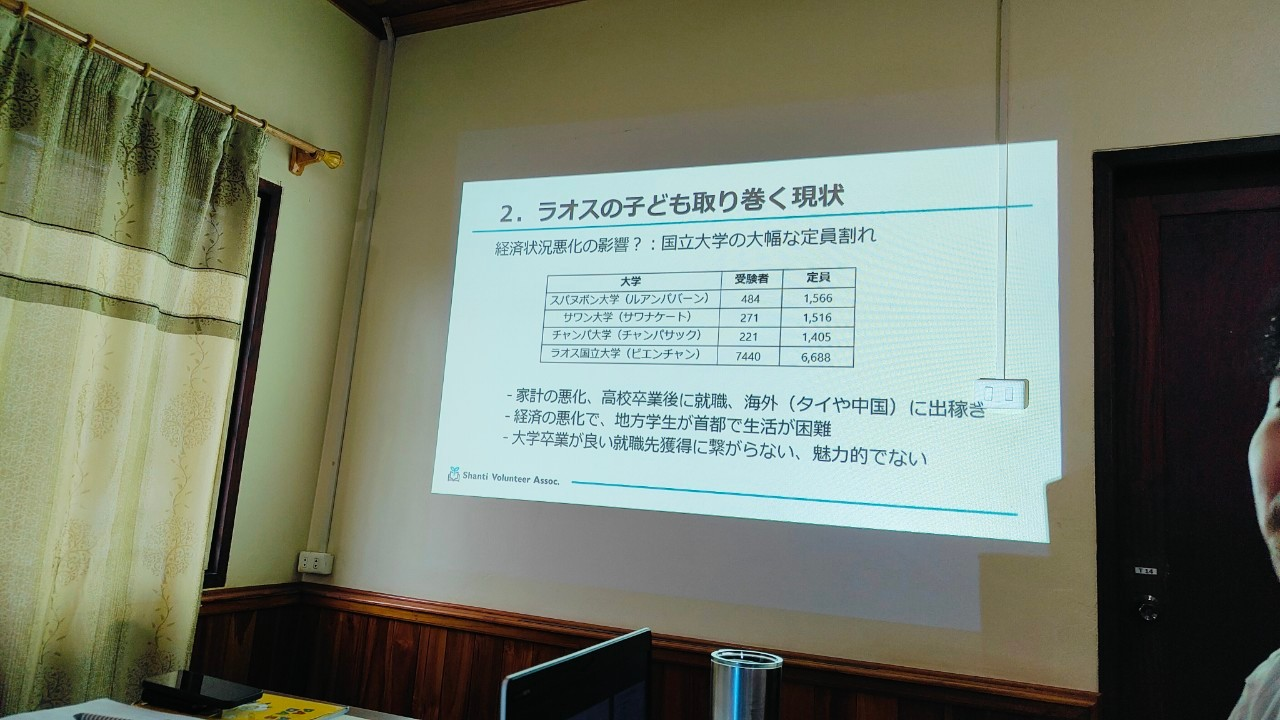 ２．ラオスの子ども取り巻く現状
経済状況悪化の影響？：国立大学の大幅な定員割れ
大学 受験者 定員
スパヌボン大学（ルアンパバーン） 484 1,566
サワン大学（サワナケート） 271 1,516
チャンパ大学（チャンパサック） 221 1,405
ラオス国立大学（ビエンチャン） 7440 6,688
- 家計の悪化、高校卒業後に就職、海外（タイや中国）に出稼ぎ
- 経済の悪化で、地方学生が首都で生活が困難
- 大学卒業が良い就職先獲得に繋がらない、魅力的でない
Shanti Volunteer Assoc.